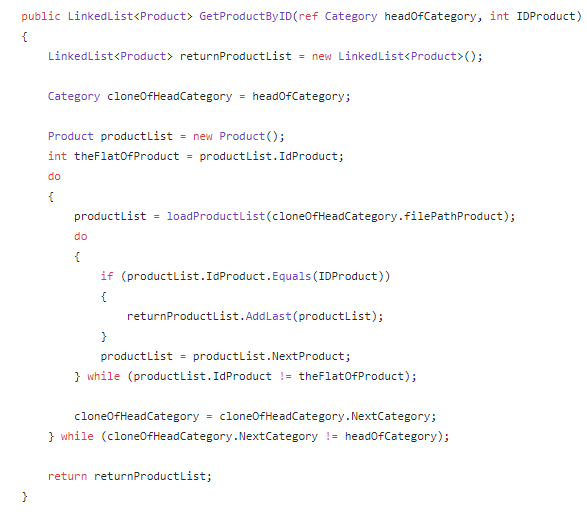 public LinkedList<Product> GetProductByID(ref Category headOfCategory, int IDProduct)
{
    LinkedList<Product> returnProductList = new LinkedList<Product>();

    Category cloneOfHeadCategory = headOfCategory;

    Product productList = new Product();
    int theFlatOfProduct = productList.IdProduct;
    do
    {
        productList = loadProductList(cloneOfHeadCategory.filePathProduct);
        do
        {
            if (productList.IdProduct.Equals(IDProduct))
            {
                returnProductList.AddLast(productList);
            }
            productList = productList.NextProduct;
        } while (productList.IdProduct != theFlatOfProduct);

        cloneOfHeadCategory = cloneOfHeadCategory.NextCategory;
    } while (cloneOfHeadCategory.NextCategory != headOfCategory);

    return returnProductList;
}